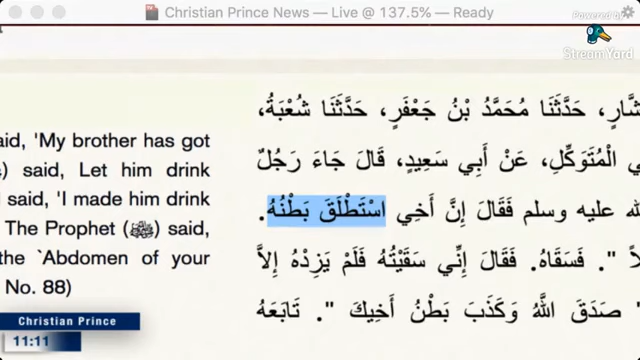 Christian Prince News — Live @ 137.5% — Ready
Powered by
StreamYard
aid, 'My brother has got
) said, Let him drink
said, 'I made him drink
The Prophet (ﷺ) said,
the `Abdomen of your
No. 88)
شَّارٍ، حَدَّثَنَا مُحَمَّدُ بْنُ جَعْفَرٍ، حَدَّثَنَا شُعْبَةُ،
ي الْمُتَوَكِّلِ، عَنْ أَبِي سَعِيدٍ، قَالَ جَاءَ رَجُلٌ
لله عليه وسلم فَقَالَ إِنَّ أَخِي اسْتَطْلَقَ بَطْنُهُ.
لاً ". فَسَقَاهُ. فَقَالَ إِنِّي سَقَيْتُهُ فَلَمْ يَزِدْهُ إِلاَّ
" صَدَقَ اللَّهُ وَكَذَبَ بَطْنُ أَخِيكَ ". تَابَعَهُ
Christian Prince
11:11